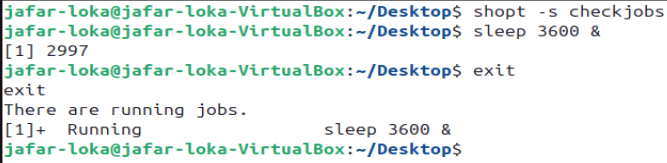 jafar-loka@jafar-loka-VirtualBox:~/Desktop$ shopt -s checkjobs
jafar-loka@jafar-loka-VirtualBox:~/Desktop$ sleep 3600 &
[1] 2997
jafar-loka@jafar-loka-VirtualBox:~/Desktop$ exit
exit
There are running jobs.
[1]+  Running                 sleep 3600 &
jafar-loka@jafar-loka-VirtualBox:~/Desktop$